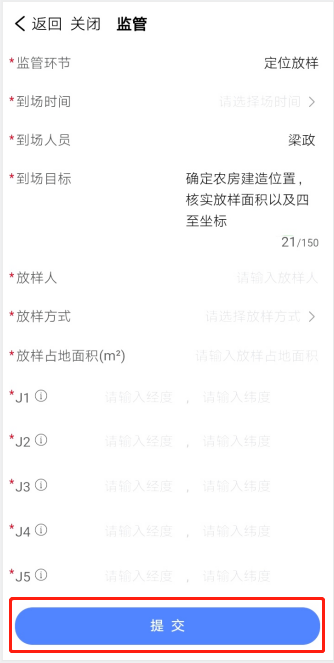 返回 关闭 监管
*监管环节 定位放样
*到场时间 请选择场时间
*到场人员 梁政
*到场目标 确定农房建造位置，
核实放样面积以及四
至坐标
21/150
*放样人 请输入放样人
*放样方式 请选择放样方式
*放样占地面积(m²) 请输入放样占地面积
*J1 请输入经度 ， 请输入纬度
*J2 请输入经度 ， 请输入纬度
*J3 请输入经度 ， 请输入纬度
*J4 请输入经度 ， 请输入纬度
*J5 请输入经度 ， 请输入纬度
提交